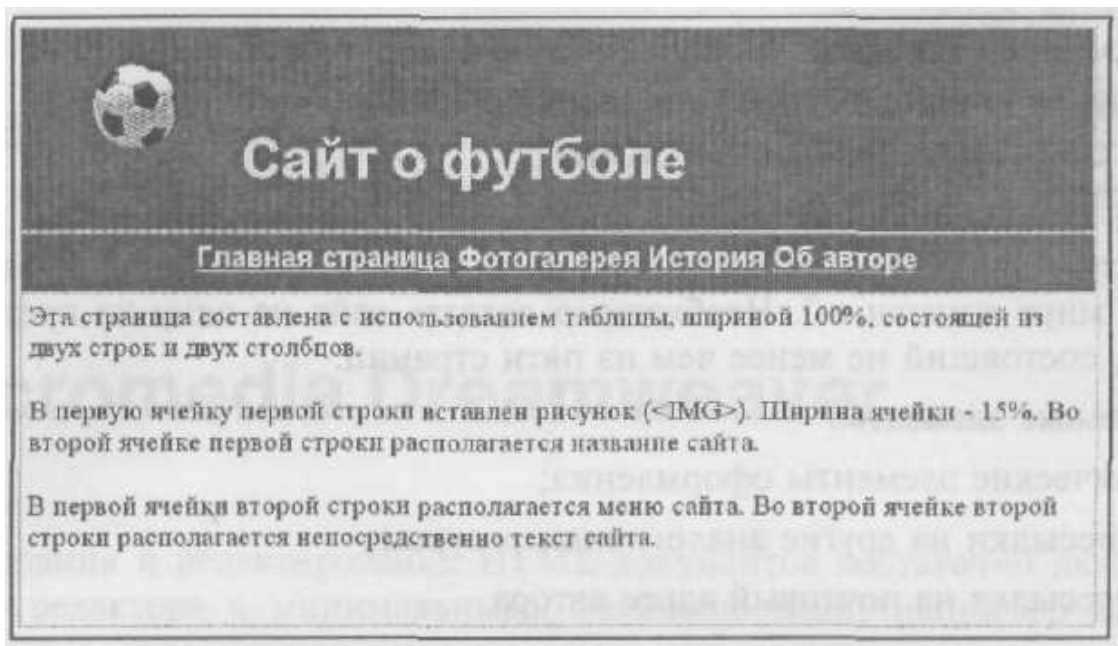 Сайт о футболе
Главная страница Фотогалерея История Об авторе
Эта страница составлена с использованием таблицы, шириной 100%, состоящей из
двух строк и двух столбцов.
В первую ячейку первой строки вставлен рисунок (<IMG>). Ширина ячейки - 15%. Во
второй ячейке первой строки располагается название сайта.
В первой ячейки второй строки располагается меню сайта. Во второй ячейке второй
строки располагается непосредственно текст сайта.